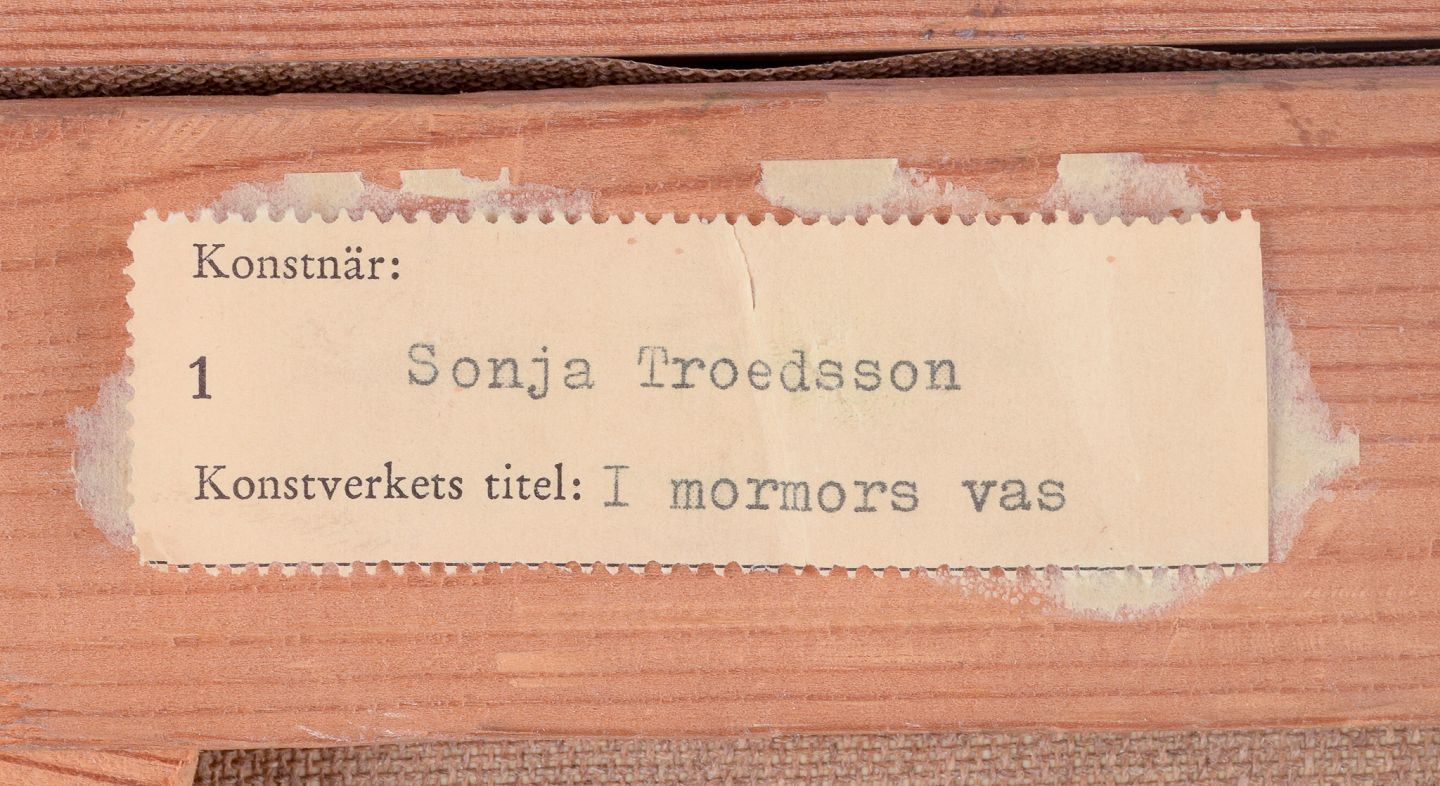 Konstnär:
1 Sonja Troedsson
Konstverkets titel: I mormors vas